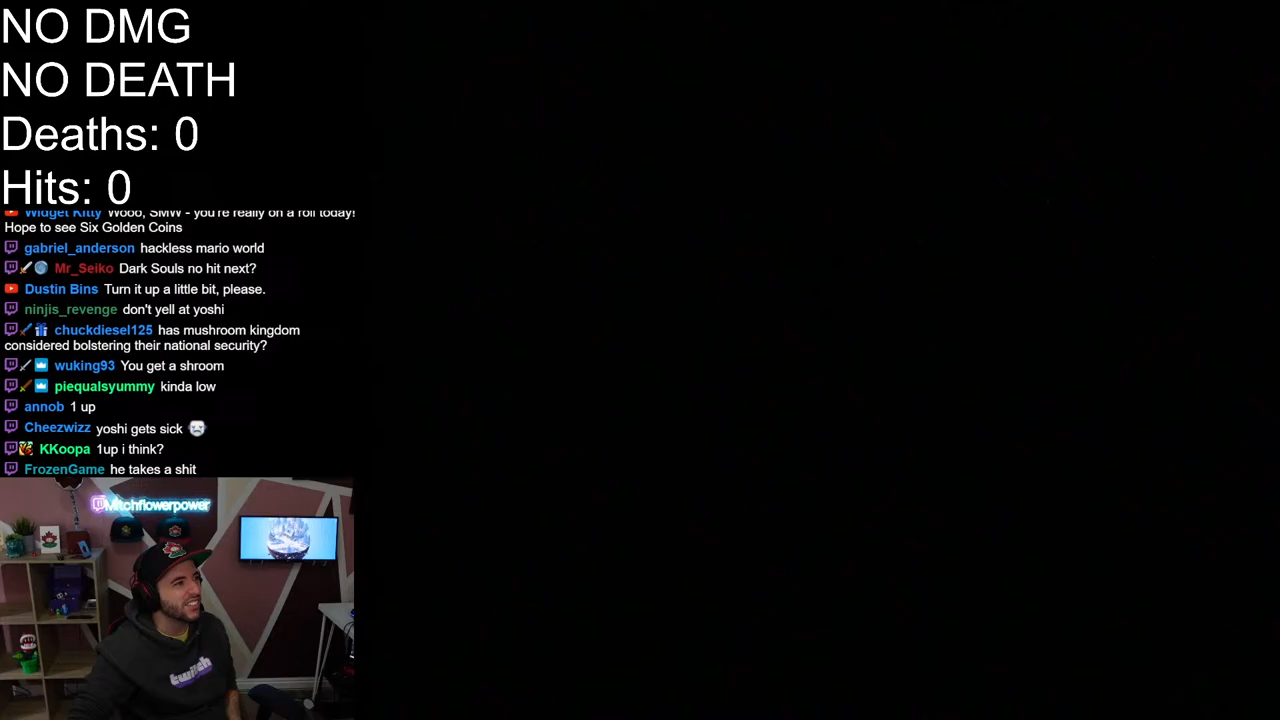 NO DMG
NO DEATH
Deaths: 0
Hits: 0
Widget Kitty Wooo, SMW - you're really on a roll today!
Hope to see Six Golden Coins
gabriel_anderson hackless mario world
Mr_Seiko Dark Souls no hit next?
Dustin Bins Turn it up a little bit, please.
ninjis_revenge don't yell at yoshi
chuckdiesel125 has mushroom kingdom
considered bolstering their national security?
wuking93 You get a shroom
piequalsyummy kinda low
annob 1 up
Cheezwizz yoshi gets sick
KKoopa 1up i think?
FrozenGame he takes a shit
Mitchflowerpower
twitch